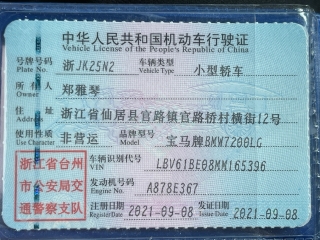 中华人民共和国机动车行驶证
Vehicle License of the People's Republic of China
号牌号码 浙JK25N2 车辆类型 小型轿车
Plate No. Vehicle Type
所有人 郑雅琴
Owner
住址 浙江省仙居县官路镇官路桥村横街12号
Address
使用性质 非营运 品牌型号 宝马牌BMW7200LG
Use Character Model
浙江省台州 车辆识别代号 LBV61BE08MM165396
VIN
市公安局交 发动机号码 A878E367
Engine No.
通警察支队 注册日期 2021-09-08 发证日期 2021-09-08
Register Date Issue Date